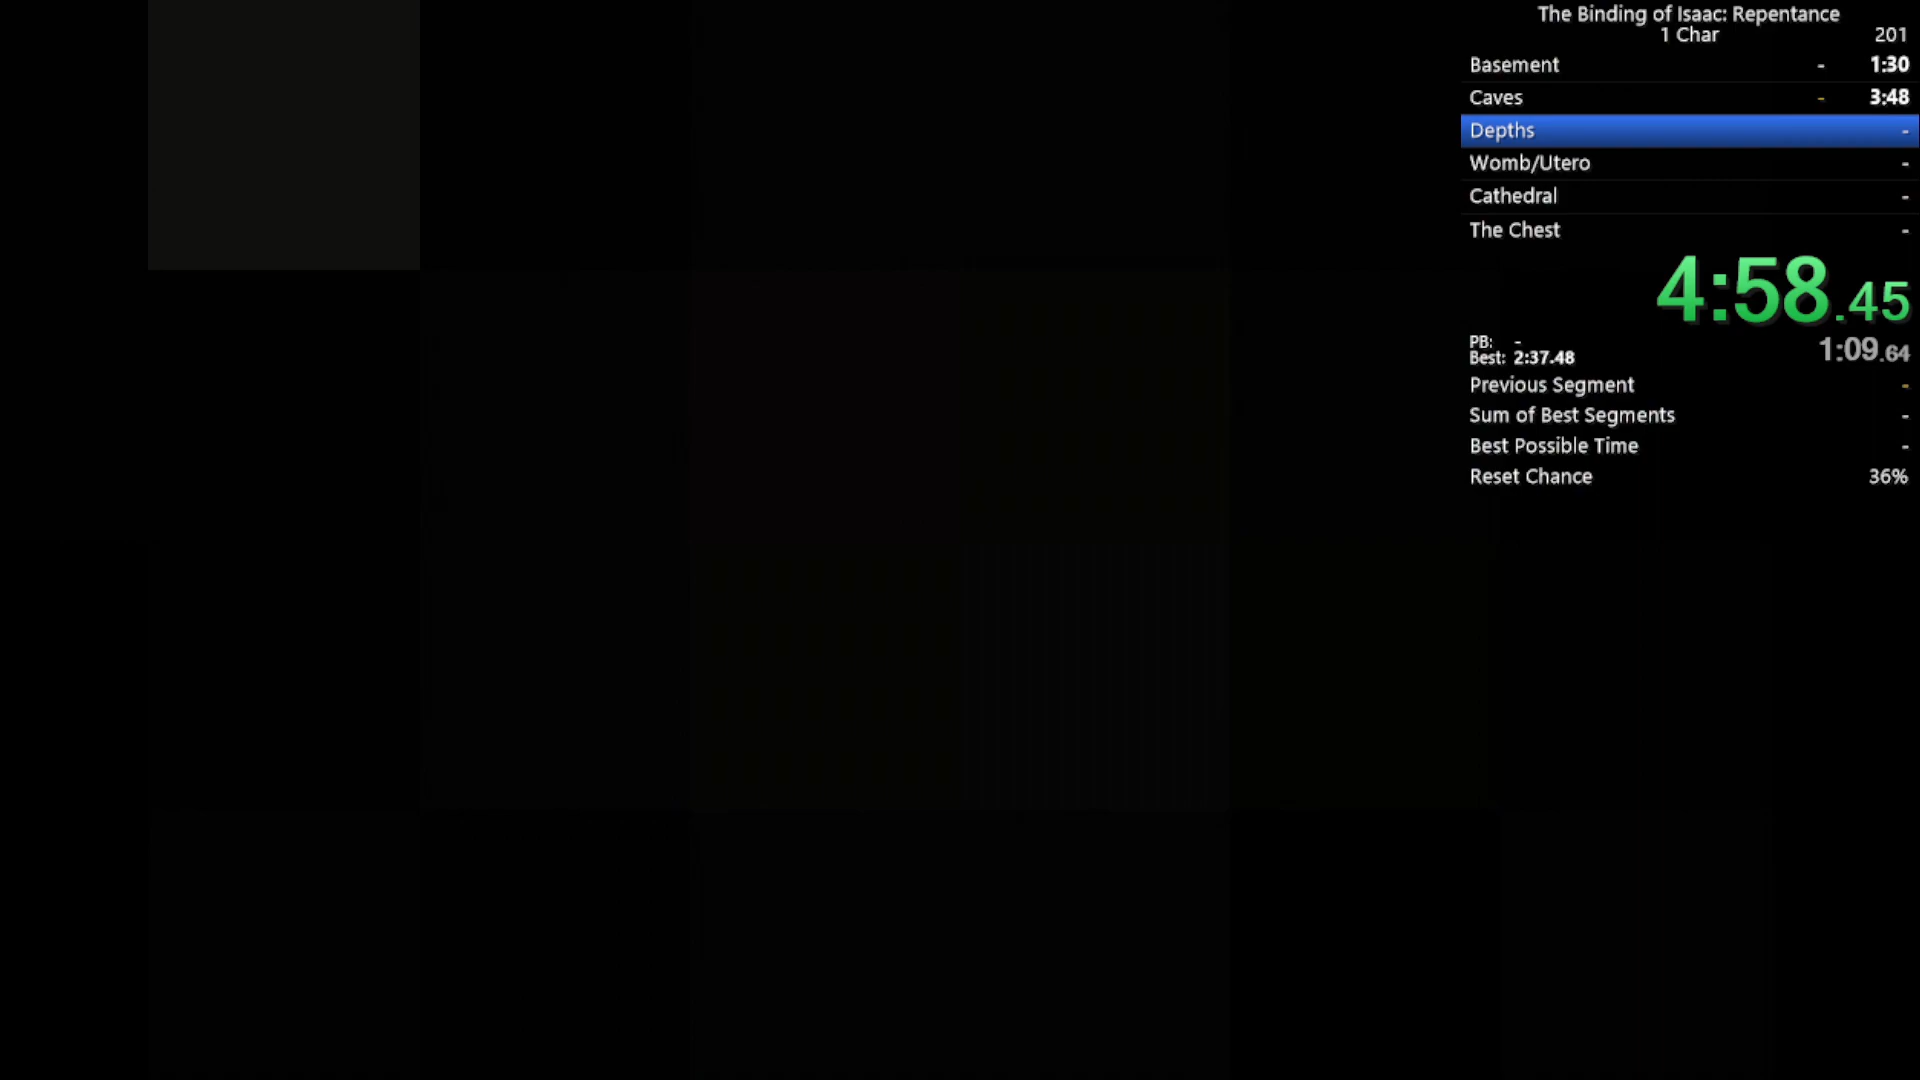 The Binding of Isaac: Repentance
1 Char 201
Basement - 1:30
Caves - 3:48
Depths -
Womb/Utero -
Cathedral -
The Chest -
4:58.45
PB: -
1:09.64
Best: 2:37.48
Previous Segment -
Sum of Best Segments -
Best Possible Time -
Reset Chance 36%